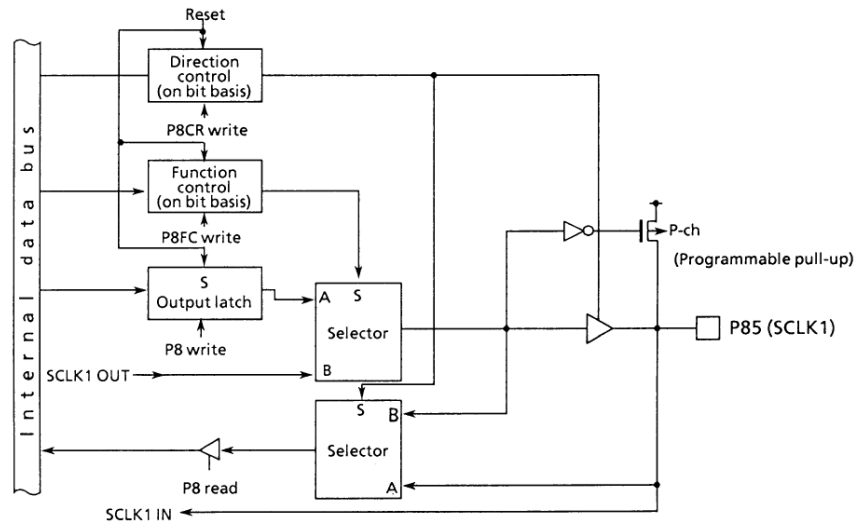 Reset
Direction
control
(on bit basis)
P8CR write
Function
control
(on bit basis)
P8FC write
S
Output latch
P8 write
A
S
Selector
B
SCLK1 OUT
P-ch
(Programmable pull-up)
P85 (SCLK1)
S
B
Selector
A
P8 read
SCLK1 IN
Internal data bus